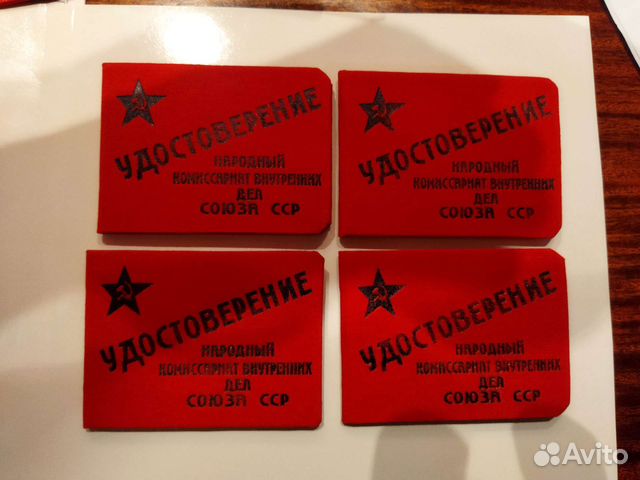 УДОСТОВЕРЕНИЕ
НАРОДНЫЙ
КОМИССАРИАТ ВНУТРЕННИХ
ДЕЛ
СОЮЗА ССР
УДОСТОВЕРЕНИЕ
НАРОДНЫЙ
КОМИССАРИАТ ВНУТРЕННИХ
ДЕЛ
СОЮЗА ССР
УДОСТОВЕРЕНИЕ
НАРОДНЫЙ
КОМИССАРИАТ ВНУТРЕННИХ
ДЕЛ
СОЮЗА ССР
УДОСТОВЕРЕНИЕ
НАРОДНЫЙ
КОМИССАРИАТ ВНУТРЕННИХ
ДЕЛ
СОЮЗА ССР
Avito